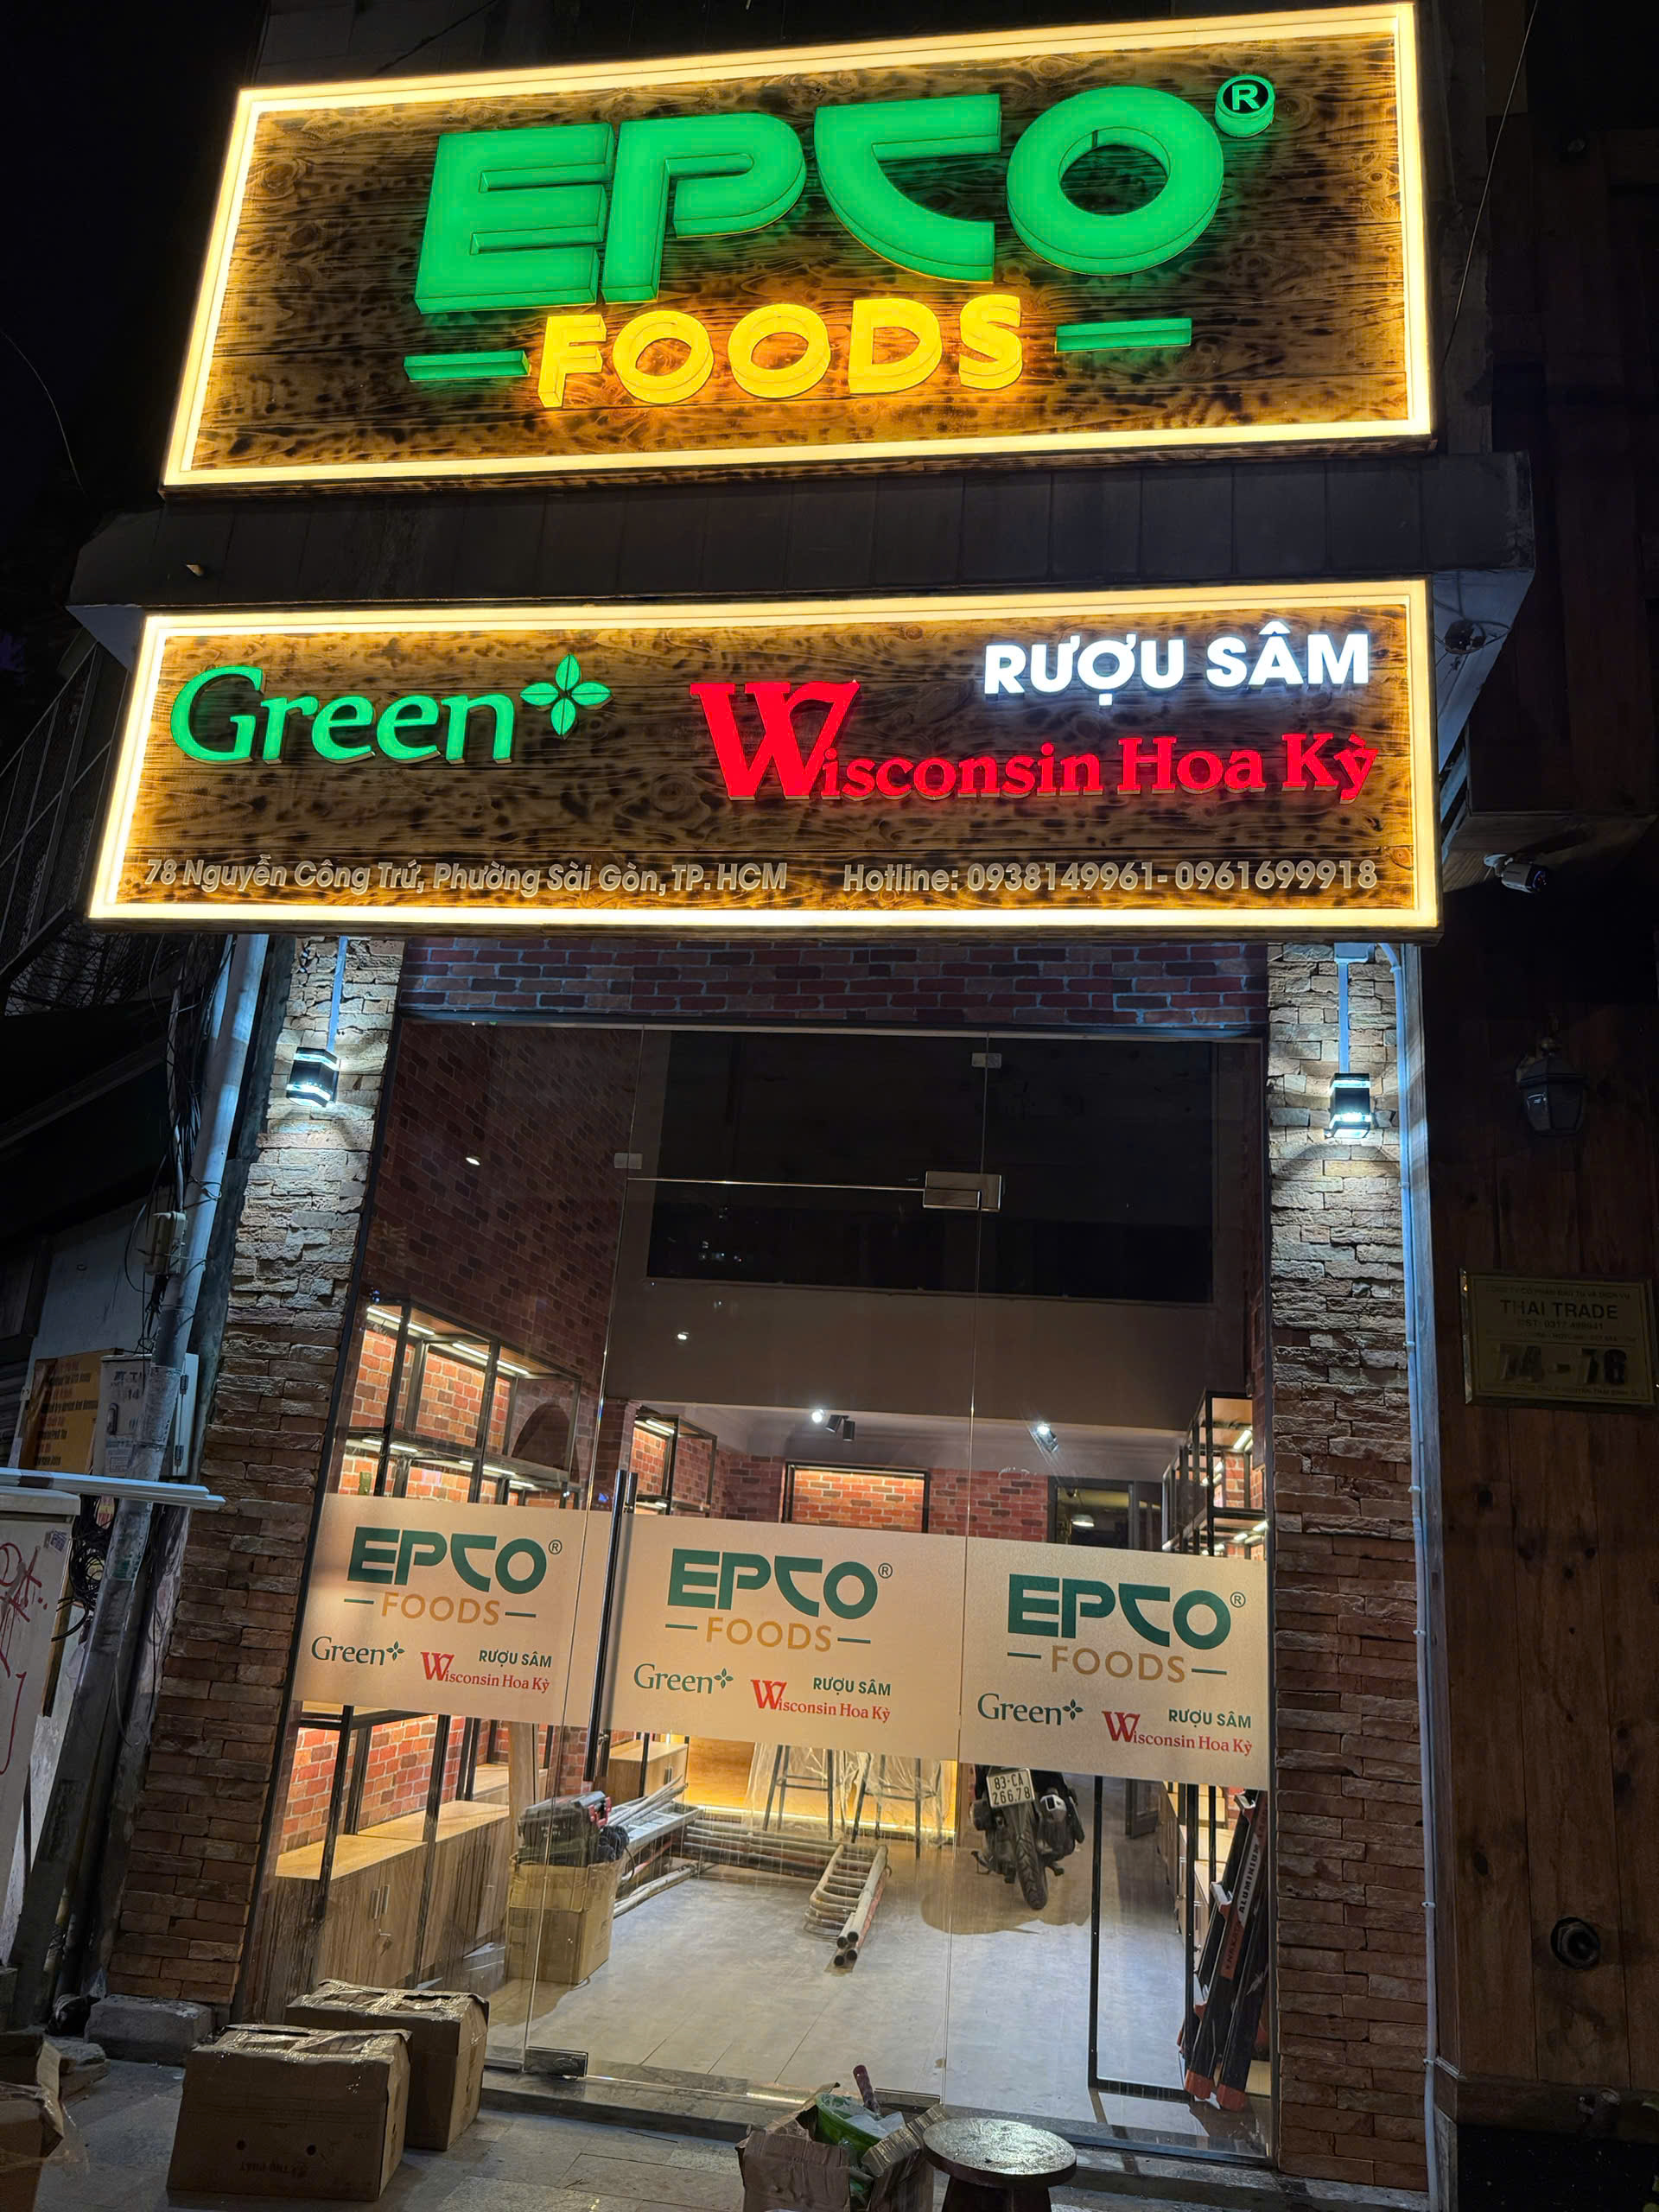 EPCO®
FOODS
Green
RƯỢU SÂM
Wisconsin Hoa Kỳ
78 Nguyễn Công Trứ, Phường Sài Gòn, TP. HCM
Hotline: 0938149961- 0961699918
THAI TRADE
74-76
EPCO®
FOODS
Green
RƯỢU SÂM
Wisconsin Hoa Kỳ
EPCO®
FOODS
Green
RƯỢU SÂM
Wisconsin Hoa Kỳ
EPCO®
FOODS
Green
RƯỢU SÂM
Wisconsin Hoa Kỳ
83-CA
266.78
ALUMINIUM